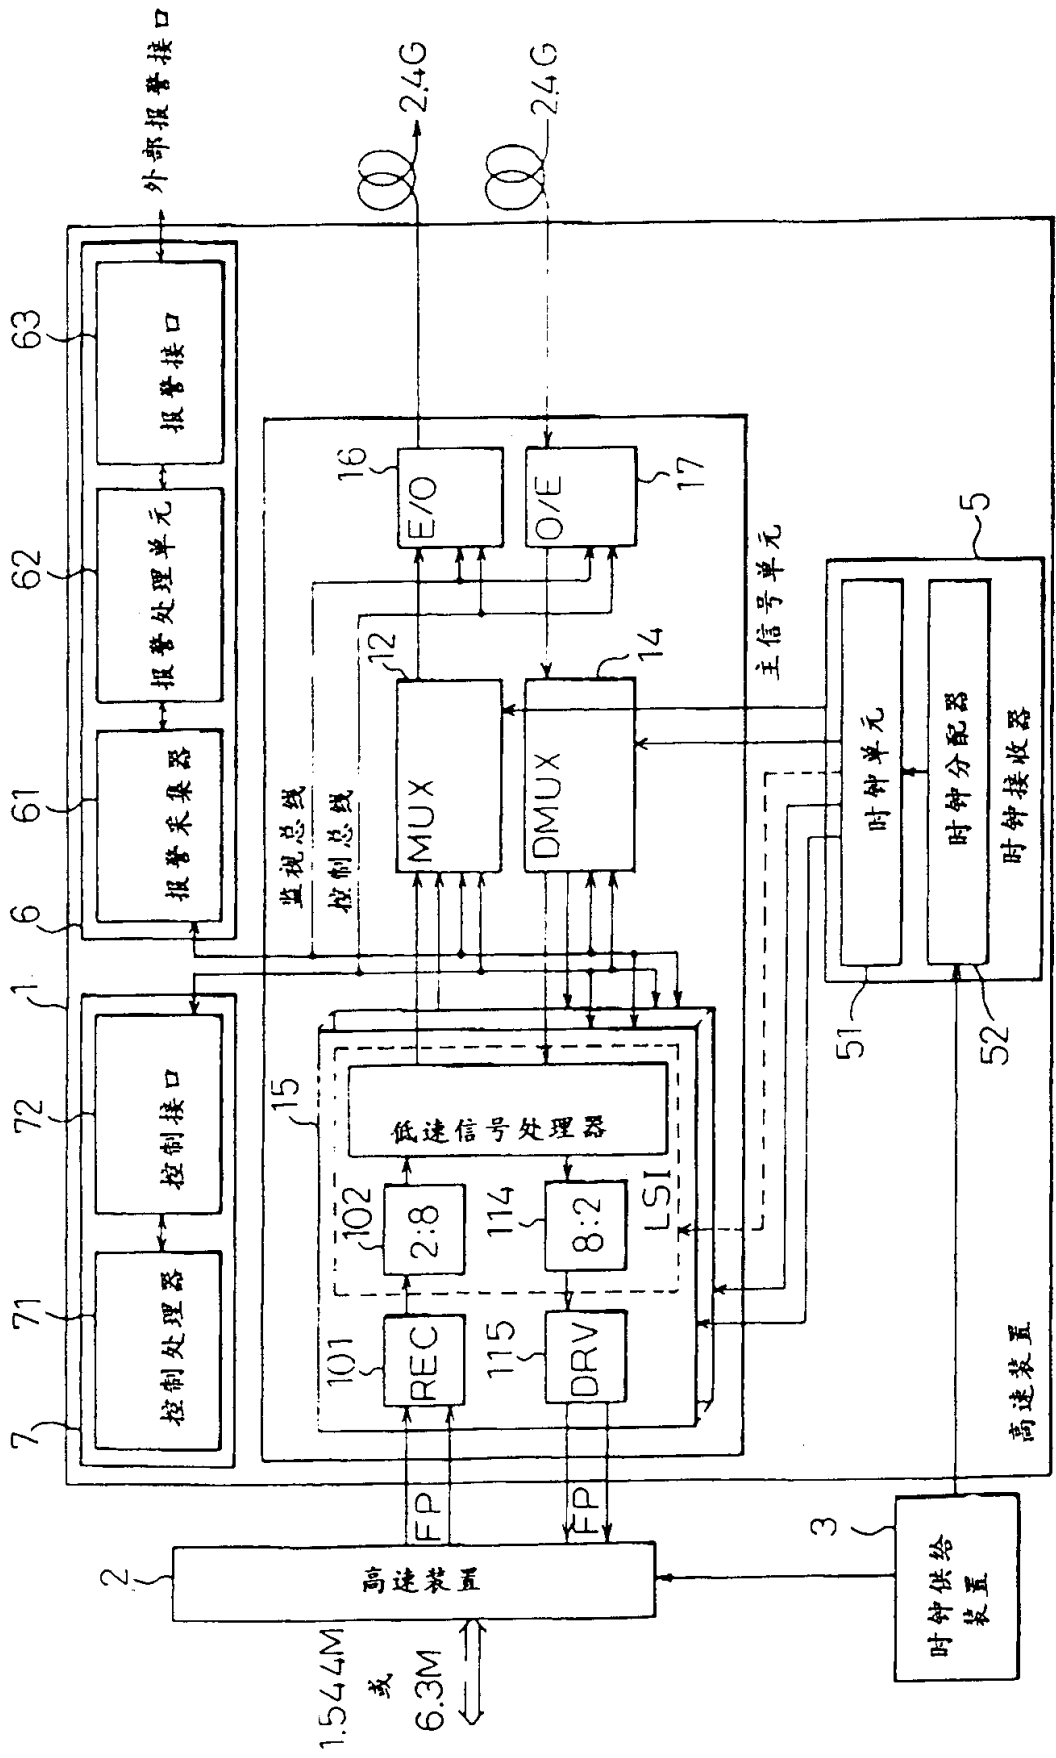 外部报警接口
7
71
控制处理器
72
控制接口
1
6
61
报警采集器
62
报警处理单元
63
报警接口
监视总线
控制总线
15
101
REC
102
2:8
低速信号处理器
115
DRV
114
8:2
LSI
12
MUX
14
DMUX
16
E/O
17
O/E
2.4G
2.4G
主信号单元
2
高速装置
FP
FP
1.544M
或
6.3M
3
时钟供给
装置
51
时钟单元
52
时钟分配器
时钟接收器
5
高速装置